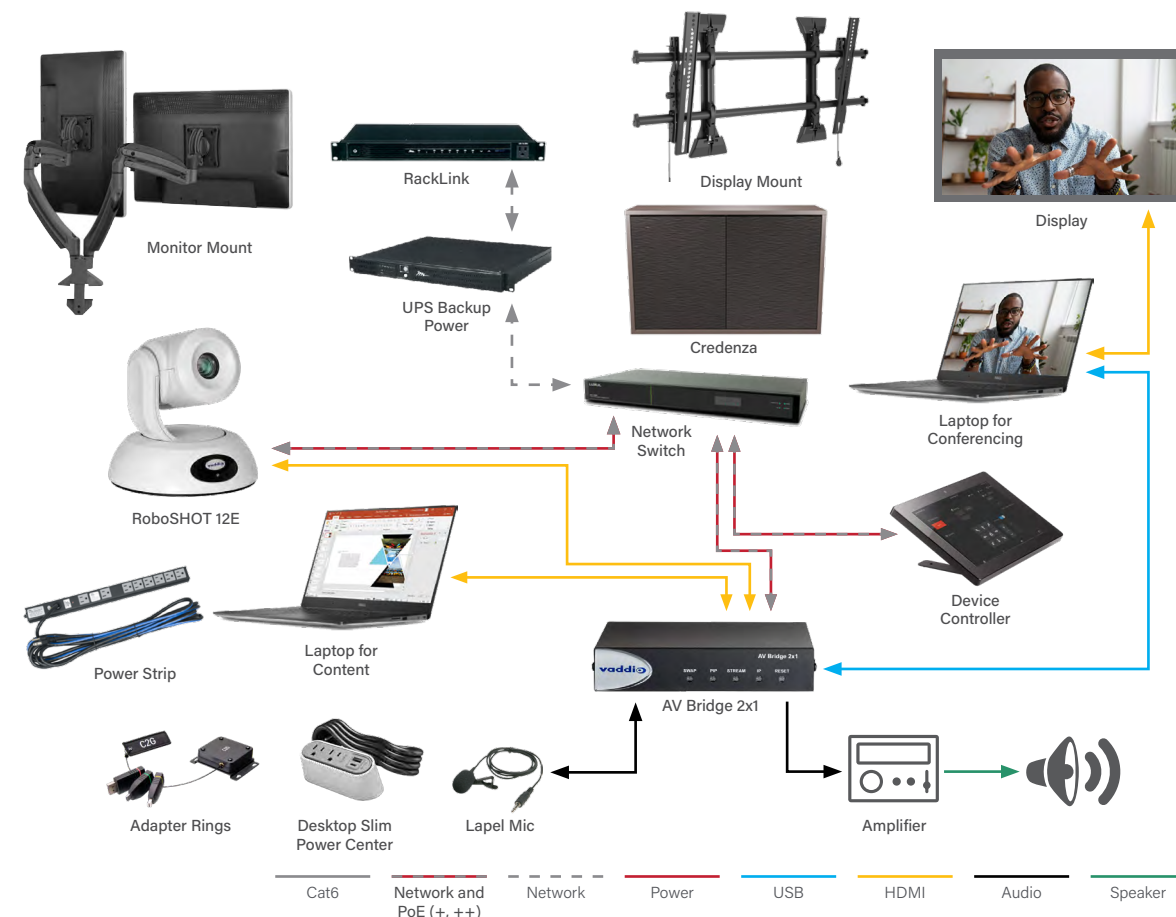 RackLink
Display Mount
Display
Monitor Mount
UPS Backup
Power
Credenza
Network
Switch
Laptop for
Conferencing
vaddio
RoboSHOT 12E
Device
Controller
Laptop for
Content
Power Strip
AV Bridge 2x1
vaddio
SWAP PIP STREAM IP RESET
AV Bridge 2x1
C2G
Adapter Rings
Desktop Slim
Power Center
Lapel Mic
Amplifier
Cat6
Network and
PoE (+, ++)
Network
Power
USB
HDMI
Audio
Speaker